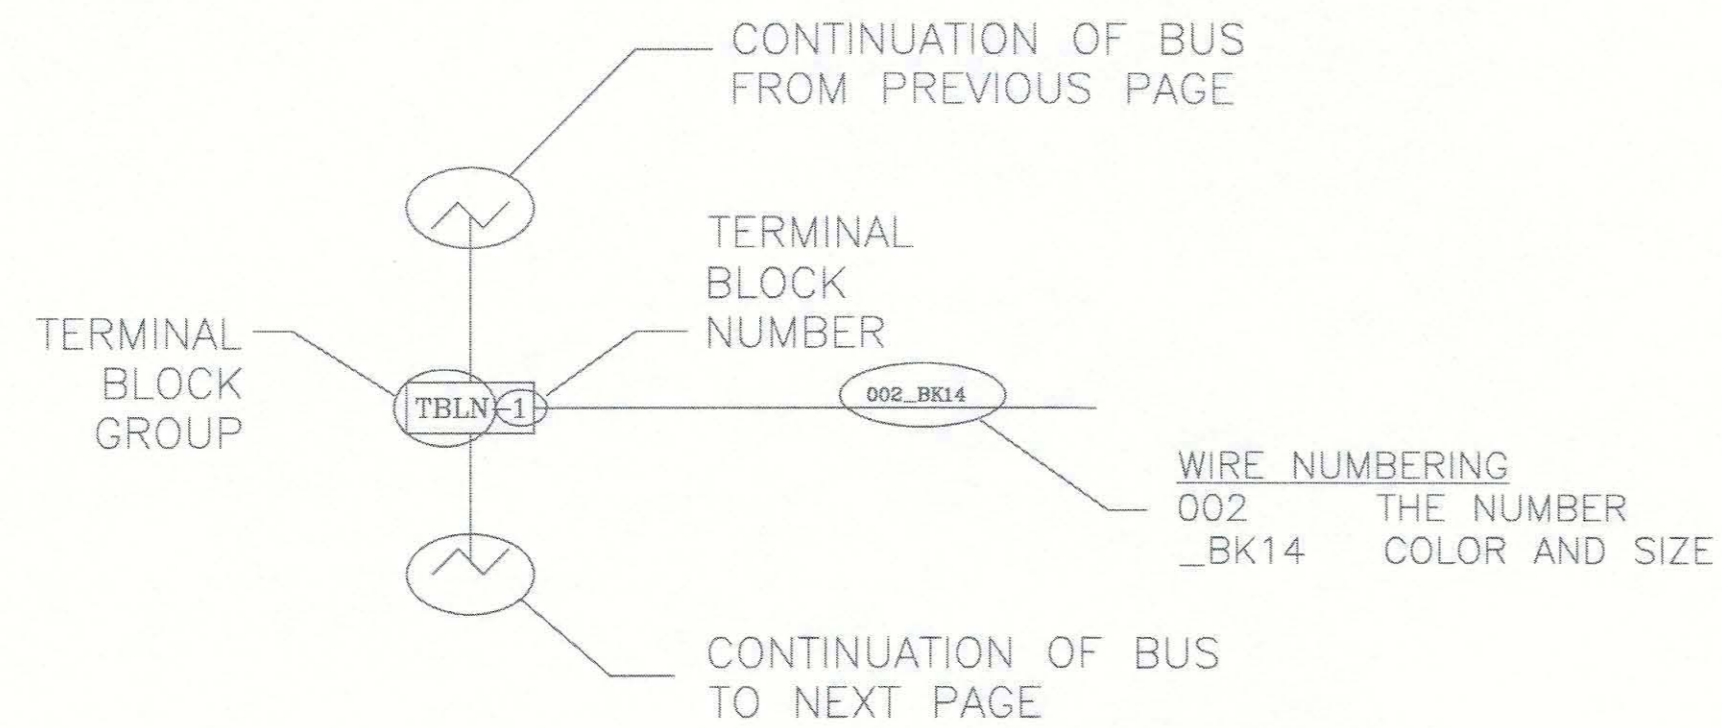 CONTINUATION OF BUS
FROM PREVIOUS PAGE
TERMINAL
BLOCK
NUMBER
TERMINAL
BLOCK
GROUP
TBLN-1
002_BK14
WIRE NUMBERING
002 THE NUMBER
_BK14 COLOR AND SIZE
CONTINUATION OF BUS
TO NEXT PAGE